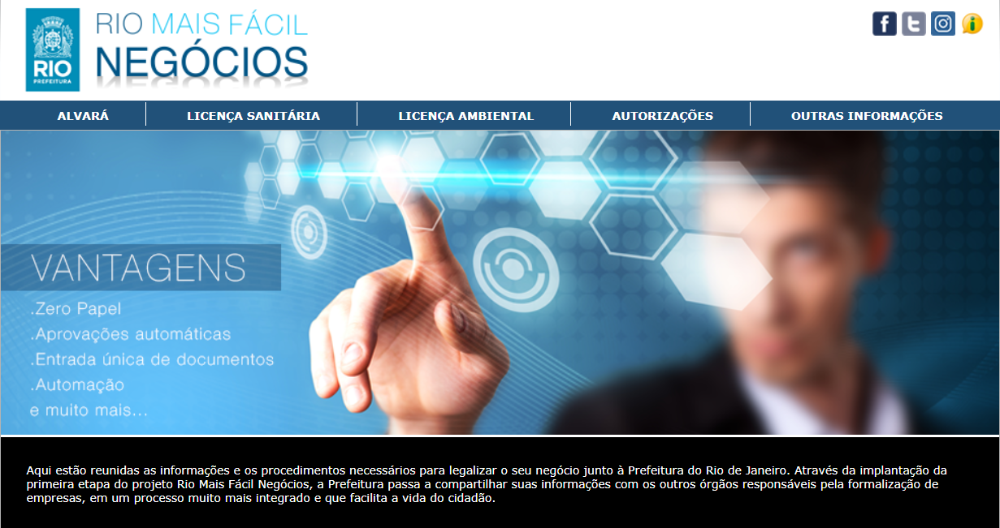 RIO
PREFEITURA
RIO MAIS FÁCIL
NEGÓCIOS
f
t
i
ALVARÁ
LICENÇA SANITÁRIA
LICENÇA AMBIENTAL
AUTORIZAÇÕES
OUTRAS INFORMAÇÕES
VANTAGENS
.Zero Papel
.Aprovações automáticas
.Entrada única de documentos
.Automação
e muito mais...
Aqui estão reunidas as informações e os procedimentos necessários para legalizar o seu negócio junto à Prefeitura do Rio de Janeiro. Através da implantação da
primeira etapa do projeto Rio Mais Fácil Negócios, a Prefeitura passa a compartilhar suas informações com os outros órgãos responsáveis pela formalização de
empresas, em um processo muito mais integrado e que facilita a vida do cidadão.